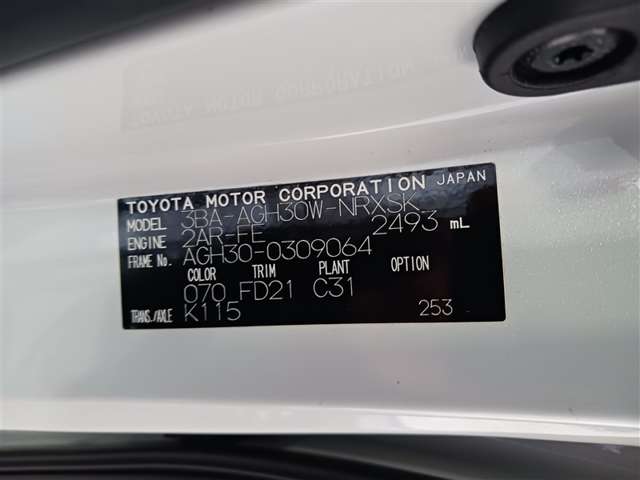 TOYOTA MOTOR CORPORATION JAPAN
MODEL 3BA-AGH30W-NRXSK
ENGINE 2AR-FE 2493 mL
FRAME No. AGH30-0309064
COLOR TRIM PLANT OPTION
070 FD21 C31
TRANS./AXLE K115 253